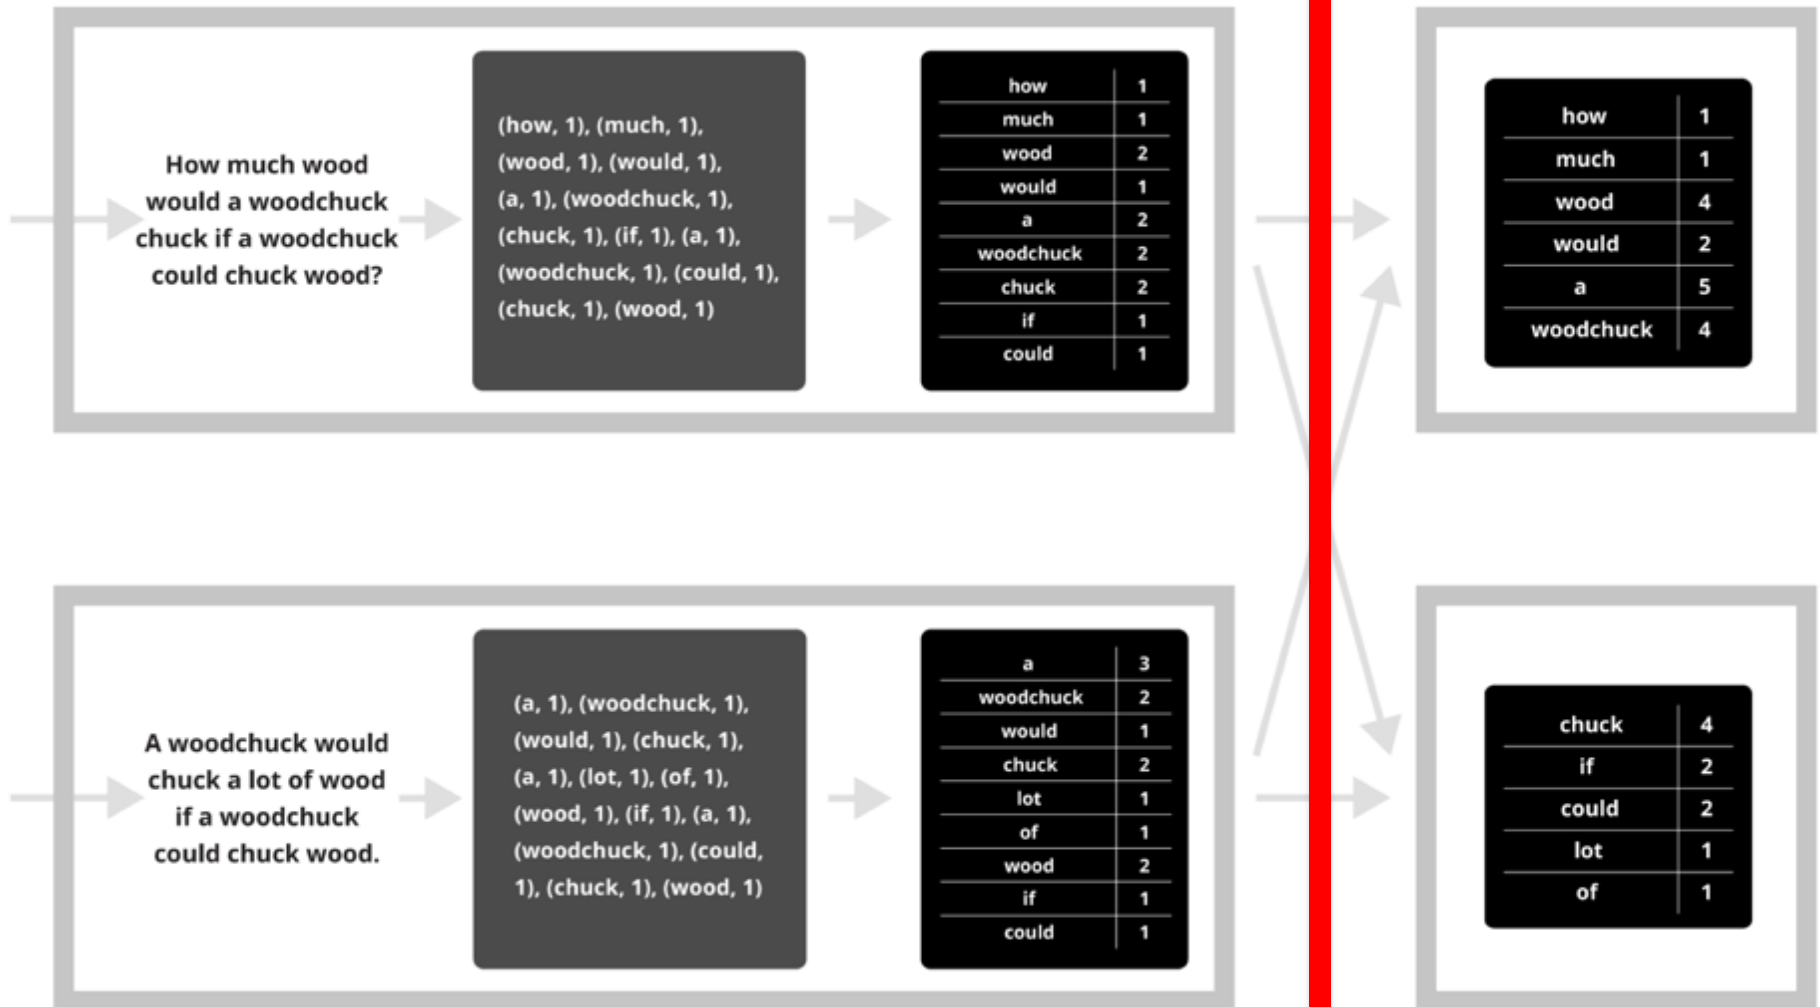 How much wood
would a woodchuck
chuck if a woodchuck
could chuck wood?
(how, 1), (much, 1),
(wood, 1), (would, 1),
(a, 1), (woodchuck, 1),
(chuck, 1), (if, 1), (a, 1),
(woodchuck, 1), (could, 1),
(chuck, 1), (wood, 1)
how 1
much 1
wood 2
would 1
a 2
woodchuck 2
chuck 2
if 1
could 1
how 1
much 1
wood 4
would 2
a 5
woodchuck 4
A woodchuck would
chuck a lot of wood
if a woodchuck
could chuck wood.
(a, 1), (woodchuck, 1),
(would, 1), (chuck, 1),
(a, 1), (lot, 1), (of, 1),
(wood, 1), (if, 1), (a, 1),
(woodchuck, 1), (could,
1), (chuck, 1), (wood, 1)
a 3
woodchuck 2
would 1
chuck 2
lot 1
of 1
wood 2
if 1
could 1
chuck 4
if 2
could 2
lot 1
of 1